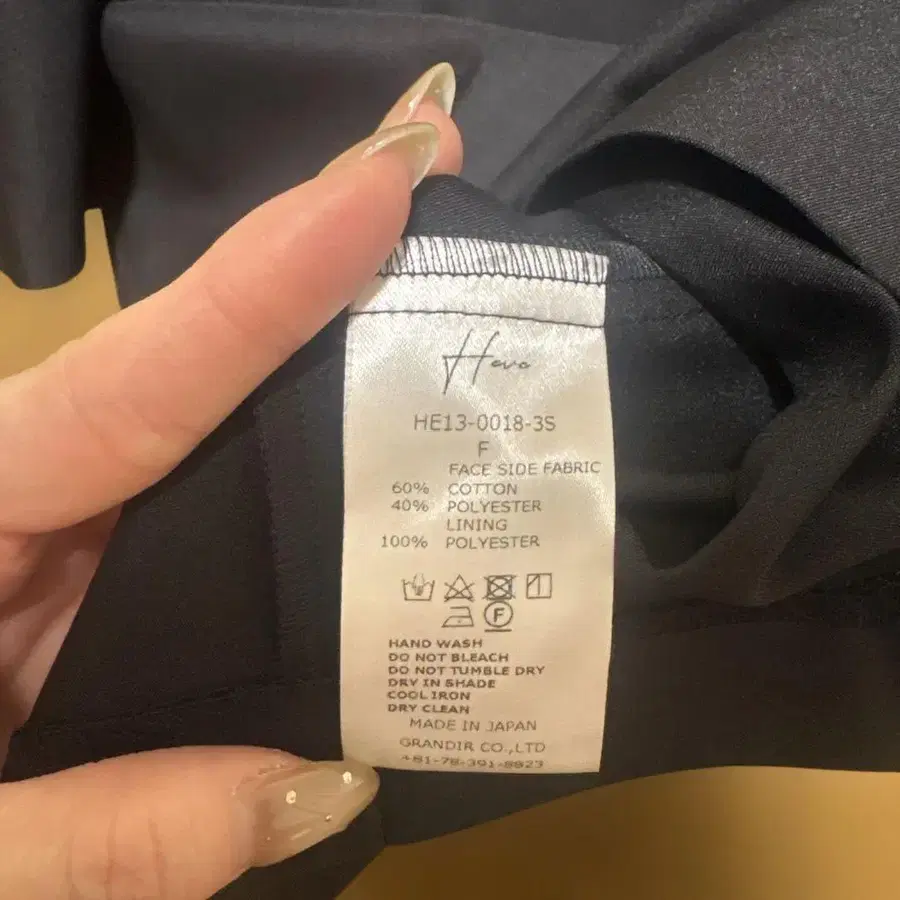 Heve
HE13-0018-3S
F
FACE SIDE FABRIC
60% COTTON
40% POLYESTER
LINING
100% POLYESTER
F
HAND WASH
DO NOT BLEACH
DO NOT TUMBLE DRY
DRY IN SHADE
COOL IRON
DRY CLEAN
MADE IN JAPAN
GRANDIR CO.,LTD
+81-78-391-8823